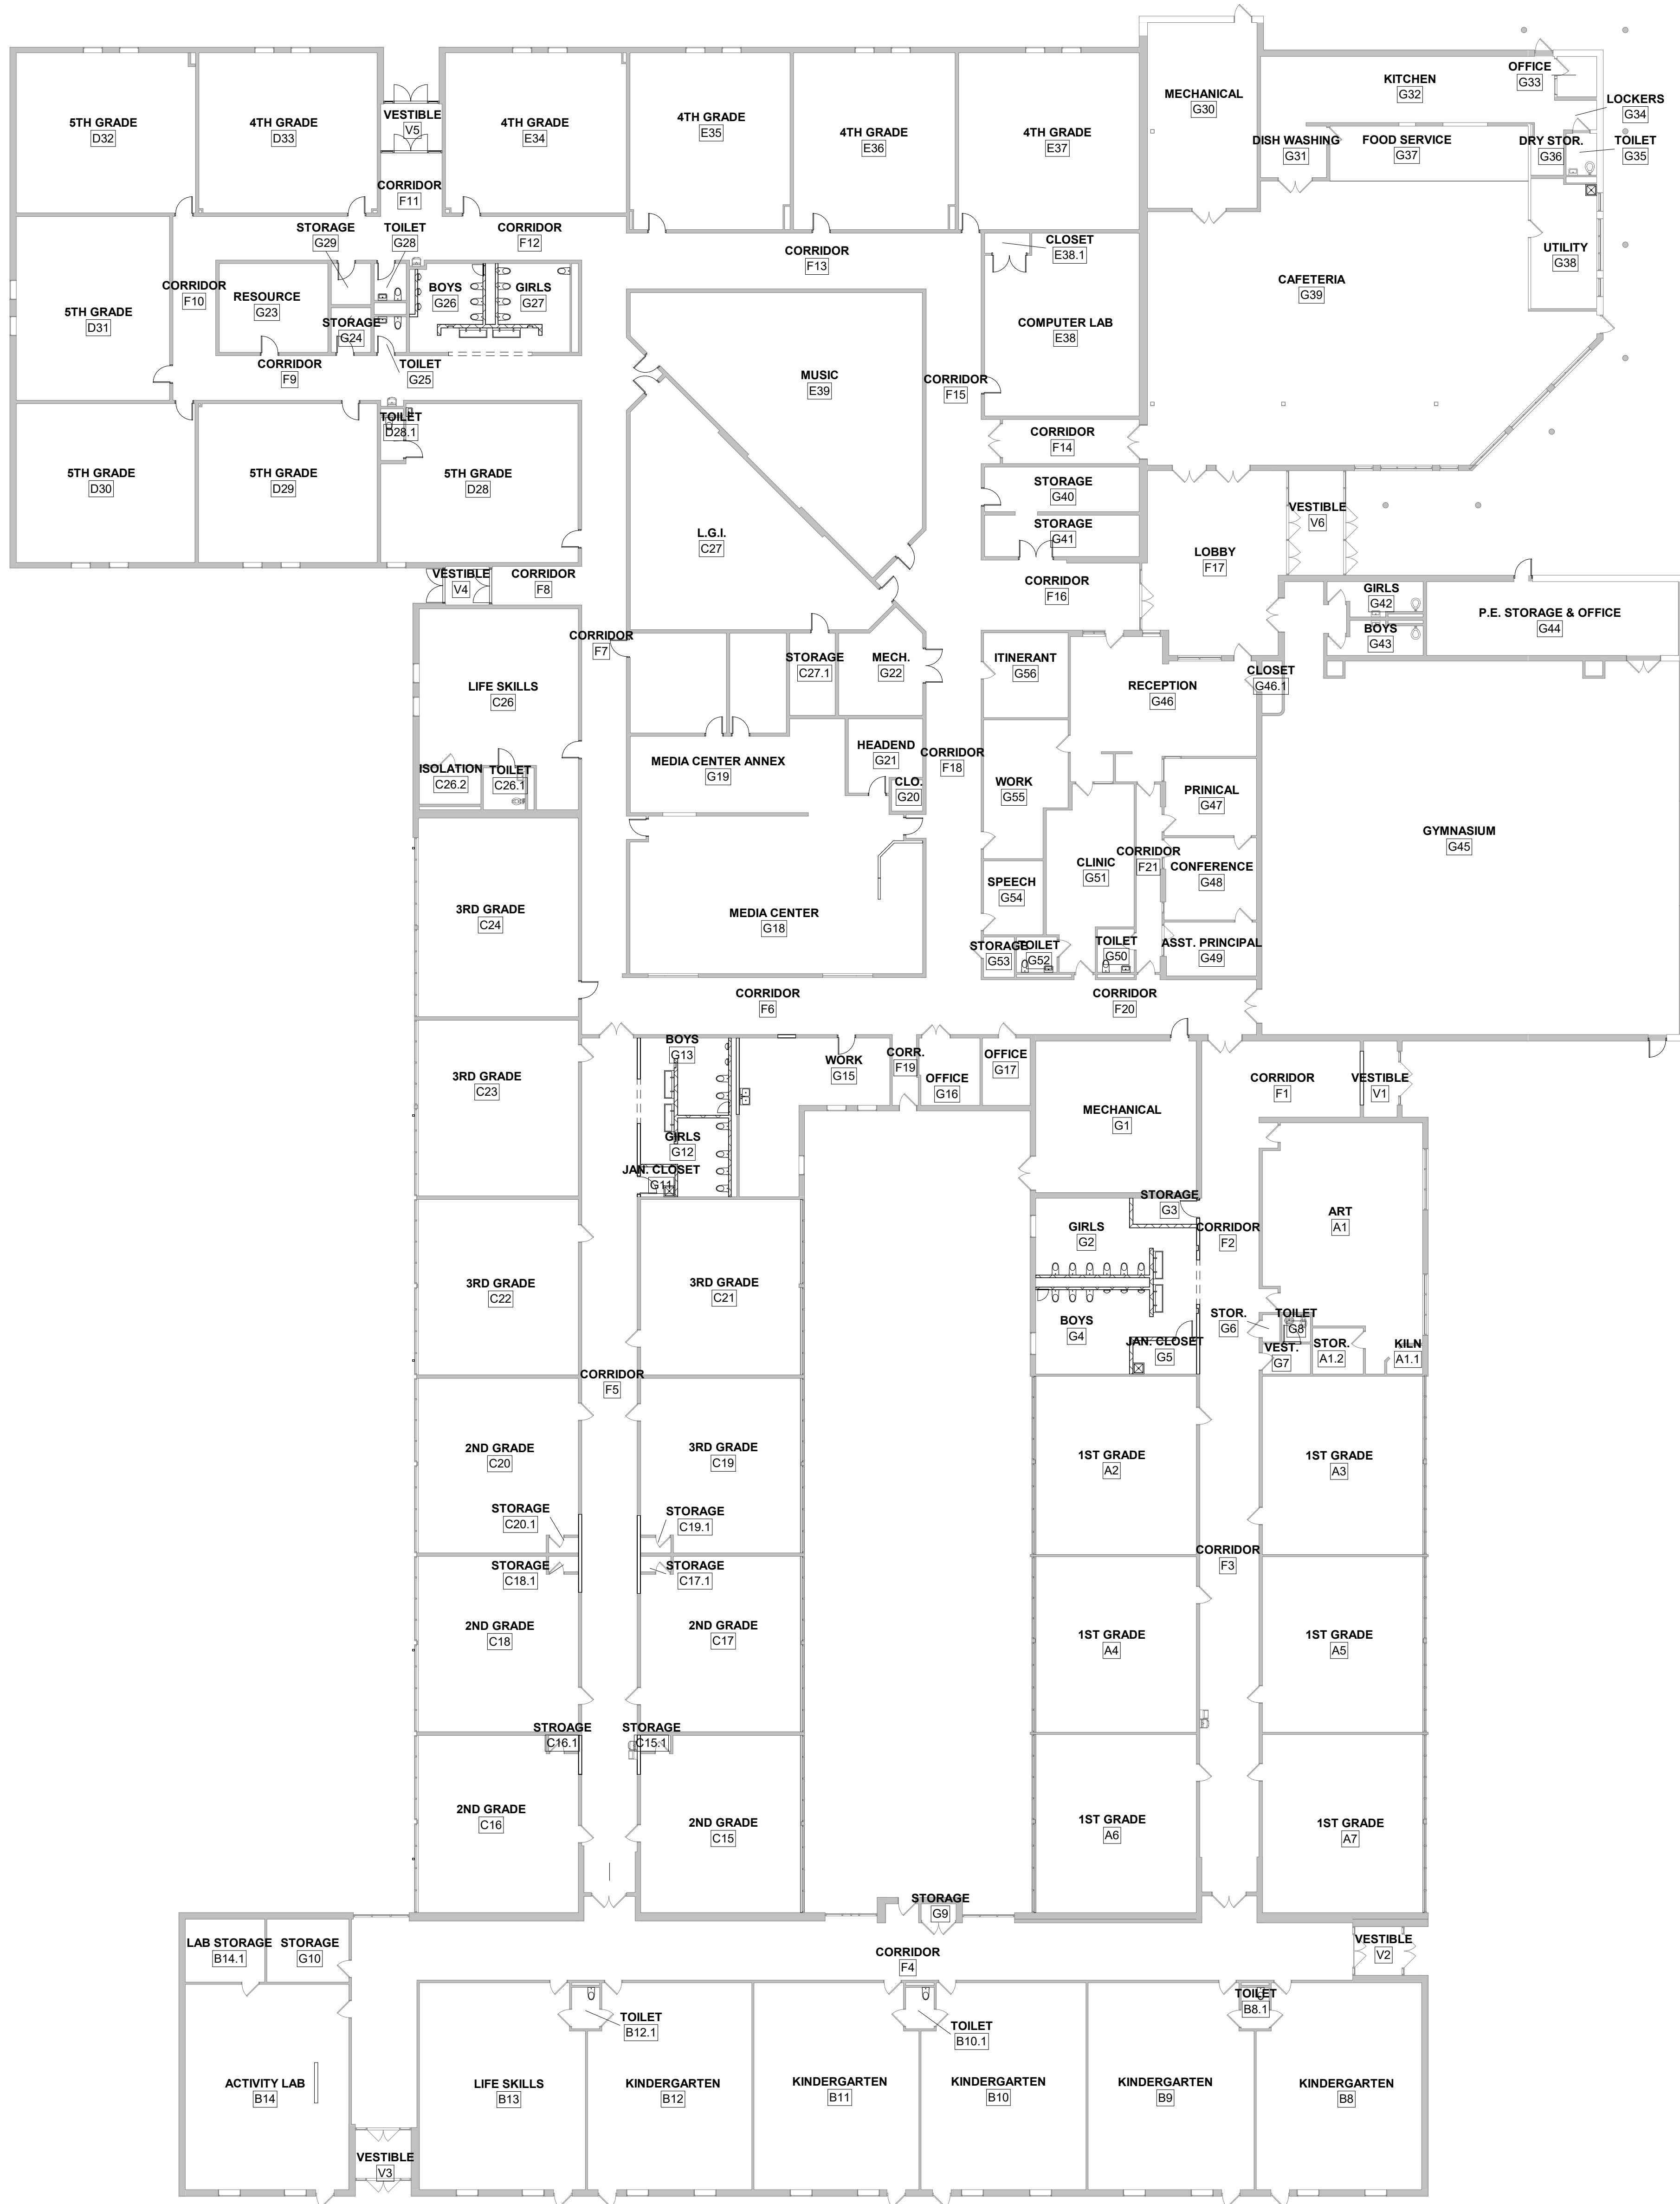 OFFICE
G33
KITCHEN
G32
MECHANICAL
G30
LOCKERS
G34
5TH GRADE
D32
4TH GRADE
D33
VESTIBLE
V5
4TH GRADE
E34
4TH GRADE
E35
4TH GRADE
E36
4TH GRADE
E37
DISH WASHING
G31
FOOD SERVICE
G37
DRY STOR.
G36
TOILET
G35
CORRIDOR
F11
STORAGE
G29
TOILET
G28
CORRIDOR
F12
CORRIDOR
F13
CLOSET
E38.1
UTILITY
G38
CAFETERIA
G39
CORRIDOR
F10
RESOURCE
G23
BOYS
G26
GIRLS
G27
5TH GRADE
D31
STORAGE
G24
COMPUTER LAB
E38
CORRIDOR
F9
TOILET
G25
MUSIC
E39
CORRIDOR
F15
TOILET
D28.1
CORRIDOR
F14
5TH GRADE
D30
5TH GRADE
D29
5TH GRADE
D28
STORAGE
G40
VESTIBLE
V6
STORAGE
G41
L.G.I.
C27
LOBBY
F17
VESTIBLE
V4
CORRIDOR
F8
CORRIDOR
F16
GIRLS
G42
P.E. STORAGE & OFFICE
G44
BOYS
G43
CORRIDOR
F7
STORAGE
C27.1
MECH.
G22
ITINERANT
G56
CLOSET
G46.1
LIFE SKILLS
C26
RECEPTION
G46
HEADEND
G21
CORRIDOR
F18
MEDIA CENTER ANNEX
G19
ISOLATION
C26.2
TOILET
C26.1
CLO.
G20
WORK
G55
PRINICAL
G47
GYMNASIUM
G45
CORRIDOR
F21
CLINIC
G51
CONFERENCE
G48
SPEECH
G54
3RD GRADE
C24
MEDIA CENTER
G18
STORAGE
G53
TOILET
G52
TOILET
G50
ASST. PRINCIPAL
G49
CORRIDOR
F6
CORRIDOR
F20
BOYS
G13
WORK
G15
CORR.
F19
OFFICE
G16
OFFICE
G17
3RD GRADE
C23
CORRIDOR
F1
VESTIBLE
V1
MECHANICAL
G1
GIRLS
G12
JAN. CLOSET
G11
STORAGE
G3
GIRLS
G2
CORRIDOR
F2
ART
A1
3RD GRADE
C22
3RD GRADE
C21
BOYS
G4
STOR.
G6
TOILET
G8
JAN. CLOSET
G5
VEST.
G7
STOR.
A1.2
KILN
A1.1
CORRIDOR
F5
2ND GRADE
C20
3RD GRADE
C19
1ST GRADE
A2
1ST GRADE
A3
STORAGE
C20.1
STORAGE
C19.1
CORRIDOR
F3
STORAGE
C18.1
STORAGE
C17.1
2ND GRADE
C18
2ND GRADE
C17
1ST GRADE
A4
1ST GRADE
A5
STROAGE
C16.1
STORAGE
C15.1
2ND GRADE
C16
2ND GRADE
C15
1ST GRADE
A6
1ST GRADE
A7
STORAGE
G9
LAB STORAGE
B14.1
STORAGE
G10
CORRIDOR
F4
VESTIBLE
V2
TOILET
B12.1
TOILET
B10.1
TOILET
B8.1
ACTIVITY LAB
B14
LIFE SKILLS
B13
KINDERGARTEN
B12
KINDERGARTEN
B11
KINDERGARTEN
B10
KINDERGARTEN
B9
KINDERGARTEN
B8
VESTIBLE
V3